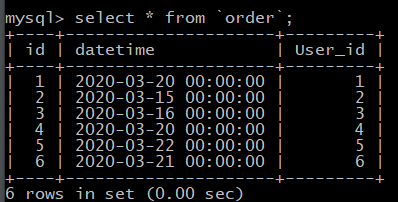 mysql> select * from `order`;
+----+---------------------+---------+
| id | datetime            | User_id |
+----+---------------------+---------+
|  1 | 2020-03-20 00:00:00 |       1 |
|  2 | 2020-03-15 00:00:00 |       2 |
|  3 | 2020-03-16 00:00:00 |       3 |
|  4 | 2020-03-20 00:00:00 |       4 |
|  5 | 2020-03-22 00:00:00 |       5 |
|  6 | 2020-03-21 00:00:00 |       6 |
+----+---------------------+---------+
6 rows in set (0.00 sec)